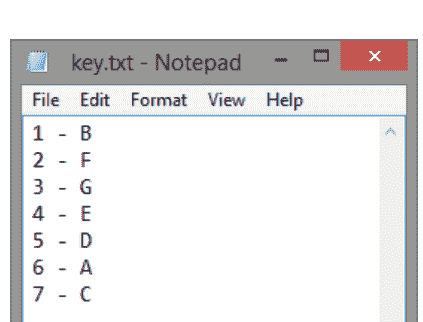 key.txt - Notepad
File Edit Format View Help
1 - B
2 - F
3 - G
4 - E
5 - D
6 - A
7 - C